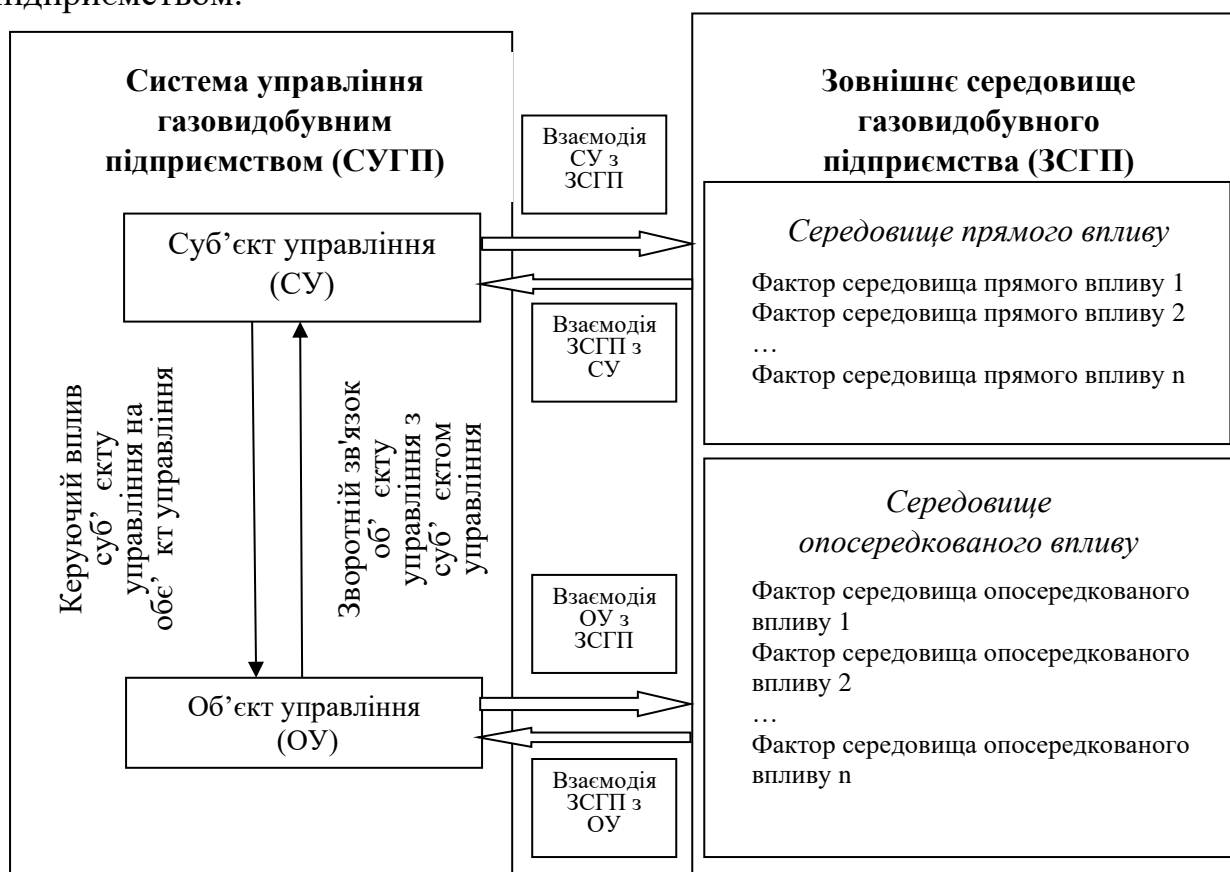 підприємством.
Система управління
газовидобувним
підприємством (СУГП)
Суб’єкт управління
(СУ)
Керуючий вплив
суб’ єкту
управління на
обє’ кт управління
Зворотній зв'язок
об’ єкту
управління з
суб’ єктом
управління
Об’єкт управління
(ОУ)
Взаємодія
СУ з
ЗСГП
Взаємодія
ЗСГП з
СУ
Взаємодія
ОУ з
ЗСГП
Взаємодія
ЗСГП з
ОУ
Зовнішнє середовище
газовидобувного
підприємства (ЗСГП)
Середовище прямого впливу
Фактор середовища прямого впливу 1
Фактор середовища прямого впливу 2
…
Фактор середовища прямого впливу n
Середовище
опосередкованого впливу
Фактор середовища опосередкованого
впливу 1
Фактор середовища опосередкованого
впливу 2
…
Фактор середовища опосередкованого
впливу n